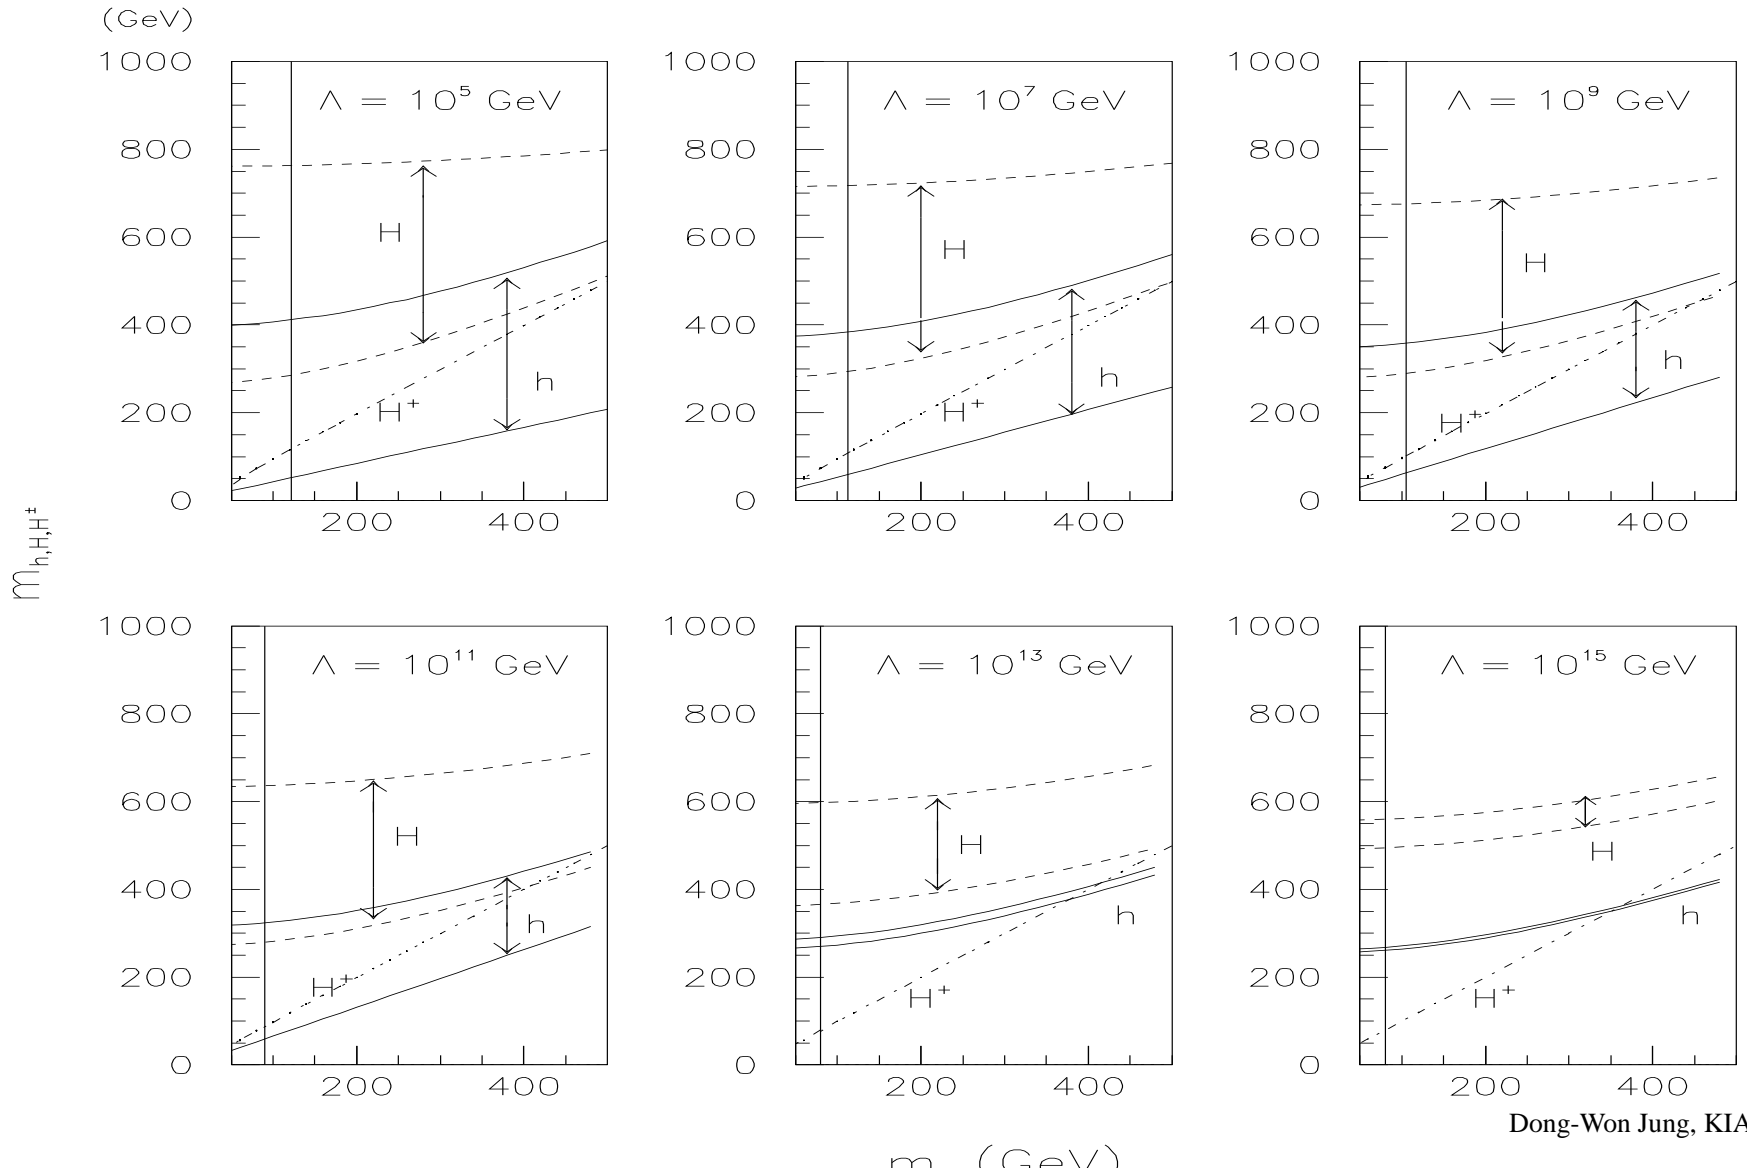 (GeV)
1000 1000 1000
Λ = 10⁵ GeV Λ = 10⁷ GeV Λ = 10⁹ GeV
800 800 800
600 600 600
H H H
400 400 400
h h h
200 200 200
H⁺ H⁺ H⁺
0 0 0
200 400 200 400 200 400
m_{h,H,H^±}
1000 1000 1000
Λ = 10¹¹ GeV Λ = 10¹³ GeV Λ = 10¹⁵ GeV
800 800 800
600 600 600
H H H
400 400 400
h h h
200 200 200
H⁺ H⁺ H⁺
0 0 0
200 400 200 400 200 400
Dong-Won Jung, KIA
m (GeV)